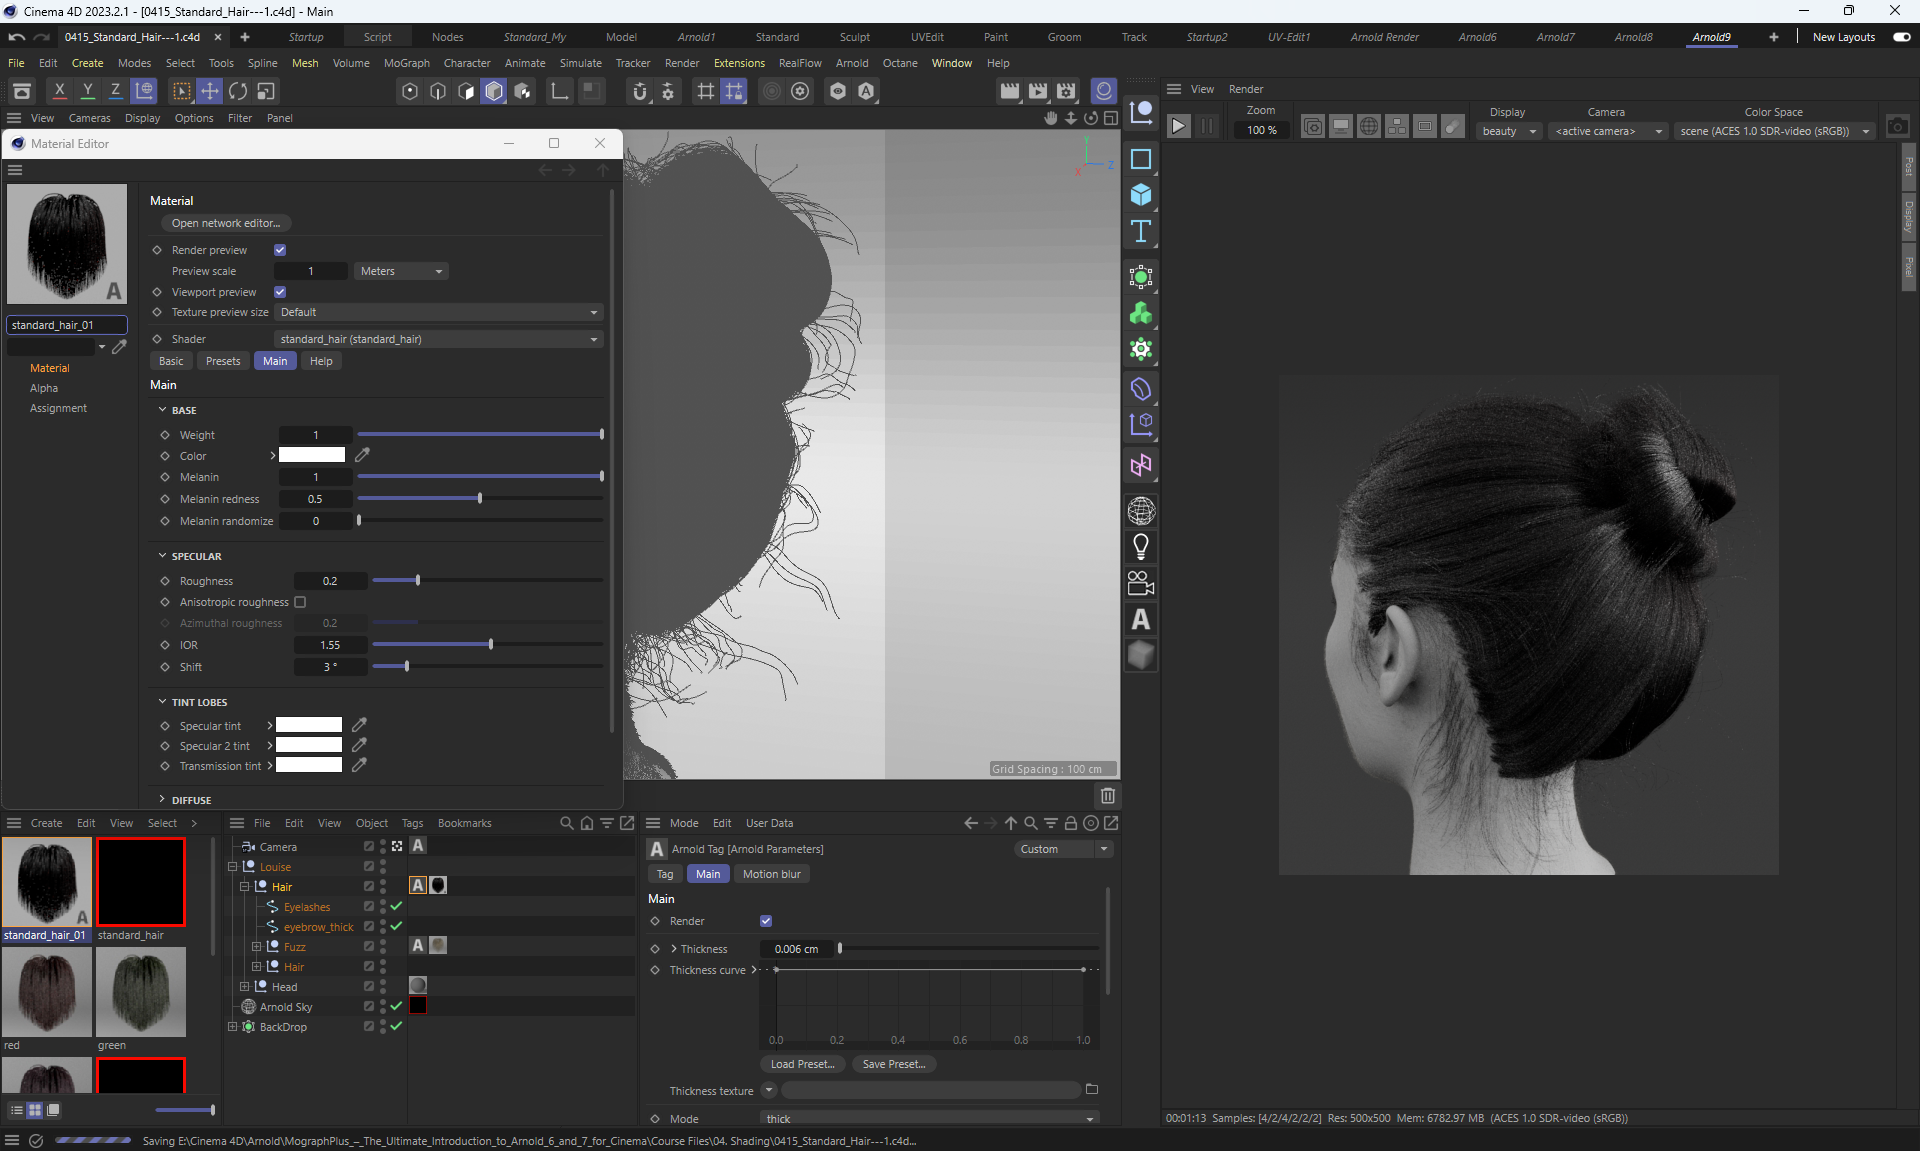 Cinema 4D 2023.2.1 - [0415_Standard_Hair---1.c4d] - Main
0415_Standard_Hair---1.c4d
Startup Script Nodes Standard_My Model Arnold1 Standard Sculpt UVEdit Paint Groom Track Startup2 UV-Edit1 Arnold Render Arnold6 Arnold7 Arnold8 Arnold9 New Layouts
File Edit Create Modes Select Tools Spline Mesh Volume MoGraph Character Animate Simulate Tracker Render Extensions RealFlow Arnold Octane Window Help
X Y Z
View Render
View Cameras Display Options Filter Panel
Zoom
100 %
Display
beauty
Camera
<active camera>
Color Space
scene (ACES 1.0 SDR-video (sRGB))
Post
Display
Pixel
Material Editor
Y
Z
X
A
standard_hair_01
Material
Alpha
Assignment
Material
Open network editor...
Render preview
Preview scale 1 Meters
Viewport preview
Texture preview size Default
Shader standard_hair (standard_hair)
Basic Presets Main Help
Main
BASE
Weight 1
Color
Melanin 1
Melanin redness 0.5
Melanin randomize 0
SPECULAR
Roughness 0.2
Anisotropic roughness
Azimuthal roughness 0.2
IOR 1.55
Shift 3 °
TINT LOBES
Specular tint
Specular 2 tint
Transmission tint
DIFFUSE
Grid Spacing : 100 cm
Create Edit View Select
standard_hair_01 standard_hair
red green
File Edit View Object Tags Bookmarks
Camera
Louise
Hair
Eyelashes
eyebrow_thick
Fuzz
Hair
Head
Arnold Sky
BackDrop
Mode Edit User Data
Arnold Tag [Arnold Parameters] Custom
Tag Main Motion blur
Main
Render
Thickness 0.006 cm
Thickness curve
0.0 0.2 0.4 0.6 0.8 1.0
Load Preset... Save Preset...
Thickness texture
Mode thick
00:01:13 Samples: [4/2/4/2/2/2] Res: 500x500 Mem: 6782.97 MB (ACES 1.0 SDR-video (sRGB))
Saving E:\Cinema 4D\Arnold\MographPlus_–_The_Ultimate_Introduction_to_Arnold_6_and_7_for_Cinema\Course Files\04. Shading\0415_Standard_Hair---1.c4d...